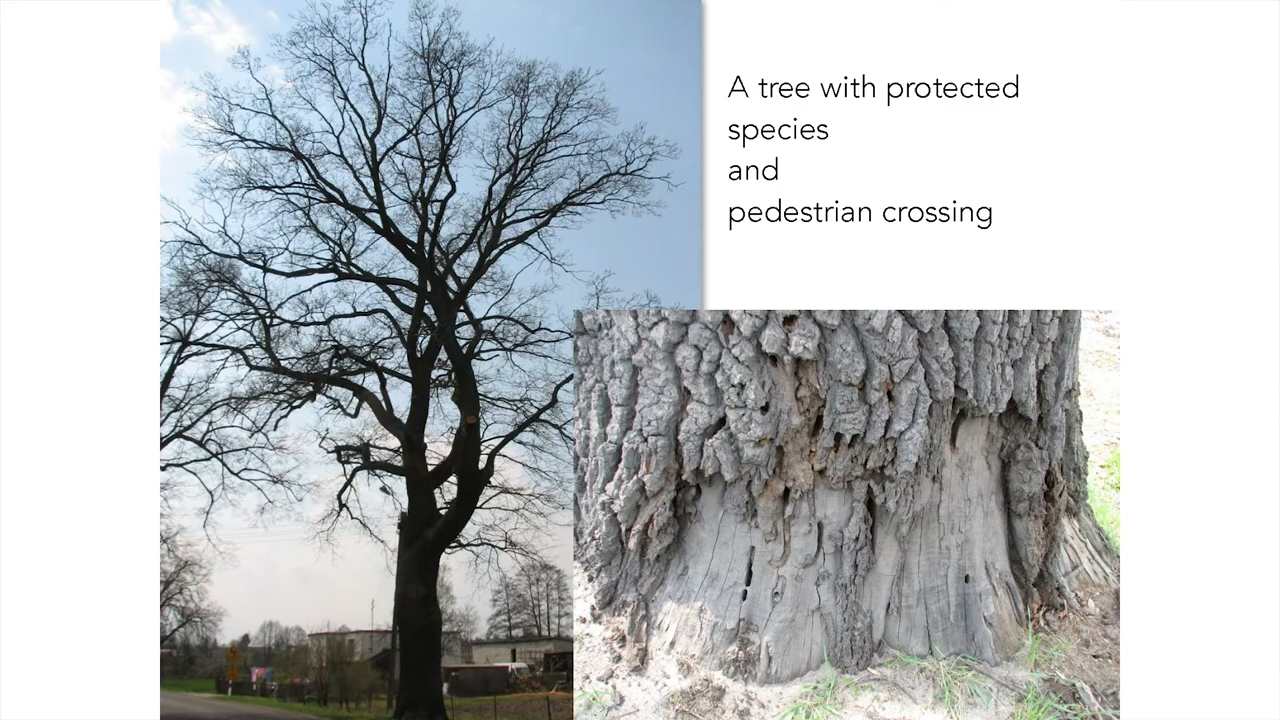 A tree with protected
species
and
pedestrian crossing